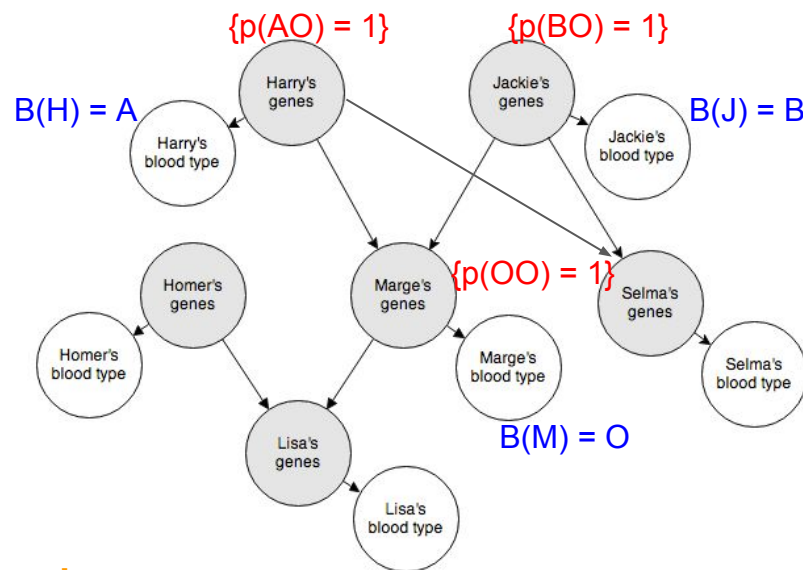 {p(AO) = 1}
{p(BO) = 1}
Harry's
genes
Jackie's
genes
B(H) = A
B(J) = B
Harry's
blood type
Jackie's
blood type
Homer's
genes
Marge's
genes
{p(OO) = 1}
Selma's
genes
Homer's
blood type
Marge's
blood type
Selma's
blood type
B(M) = O
Lisa's
genes
Lisa's
blood type